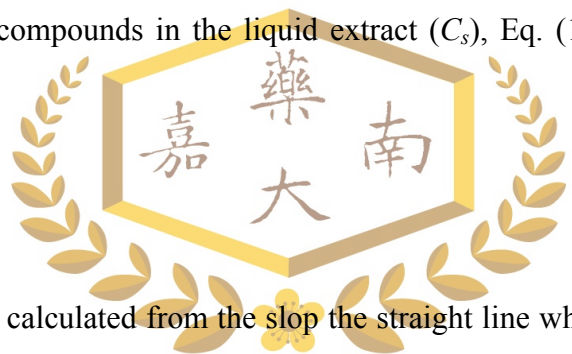 compounds in the liquid extract (Cs), Eq. (1
藥
嘉 南
大
calculated from the slop the straight line wh